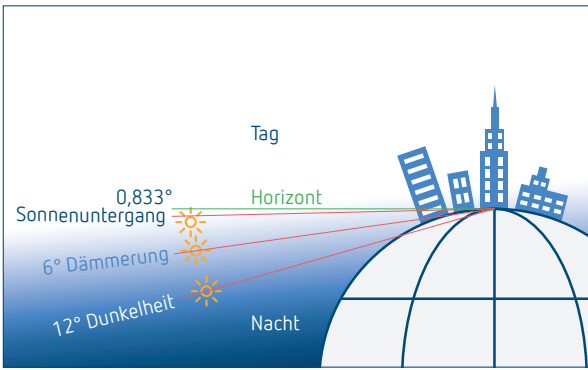 Tag
0,833°
Sonnenuntergang
Horizont
6° Dämmerung
12° Dunkelheit
Nacht